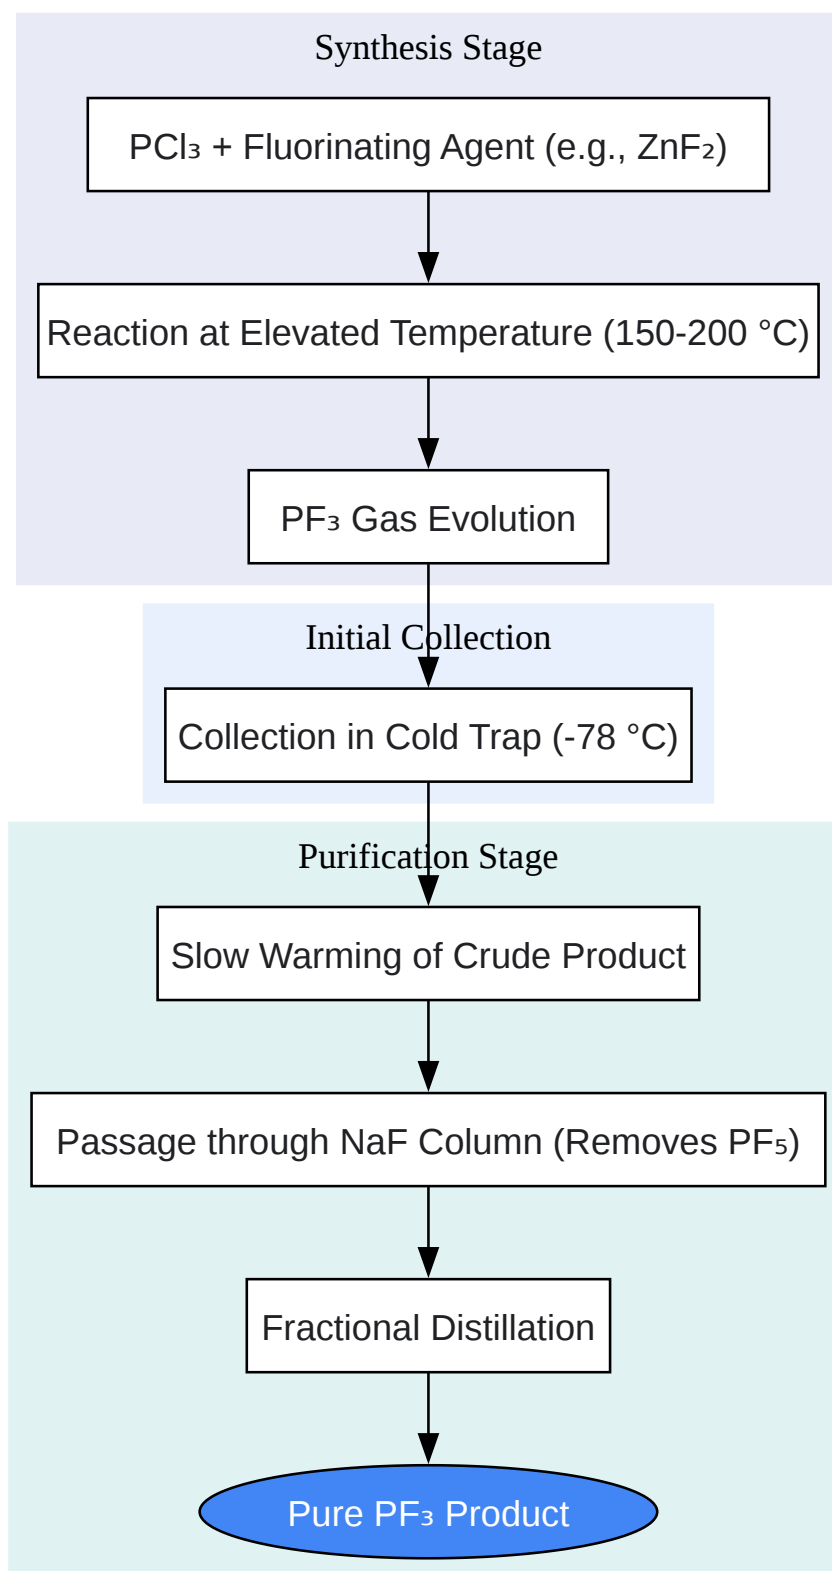 Synthesis Stage
PCl₃ + Fluorinating Agent (e.g., ZnF₂)
Reaction at Elevated Temperature (150-200 °C)
PF₃ Gas Evolution
Initial Collection
Collection in Cold Trap (-78 °C)
Purification Stage
Slow Warming of Crude Product
Passage through NaF Column (Removes PF₅)
Fractional Distillation
Pure PF₃ Product